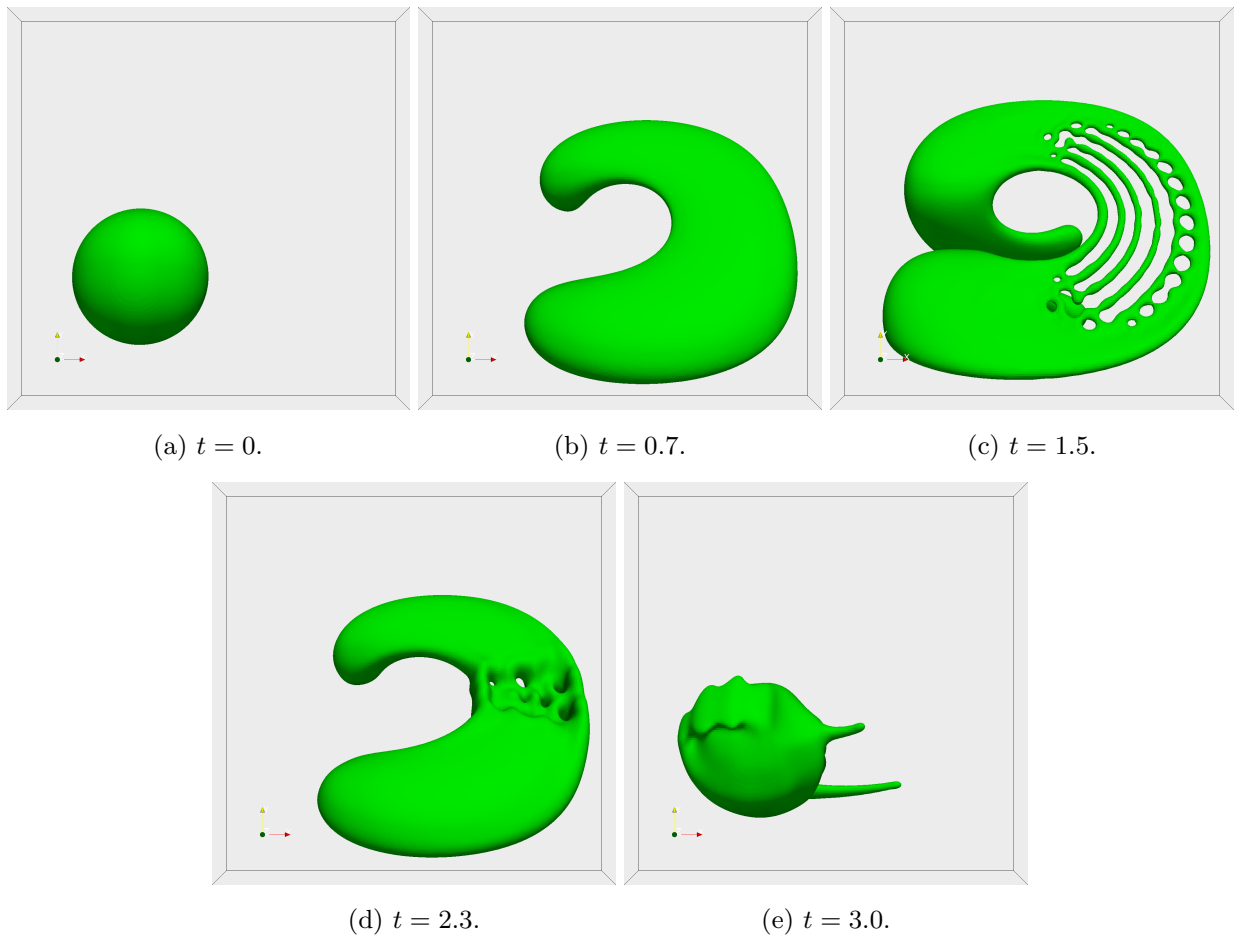 (a) t = 0.
(b) t = 0.7.
(c) t = 1.5.
(d) t = 2.3.
(e) t = 3.0.